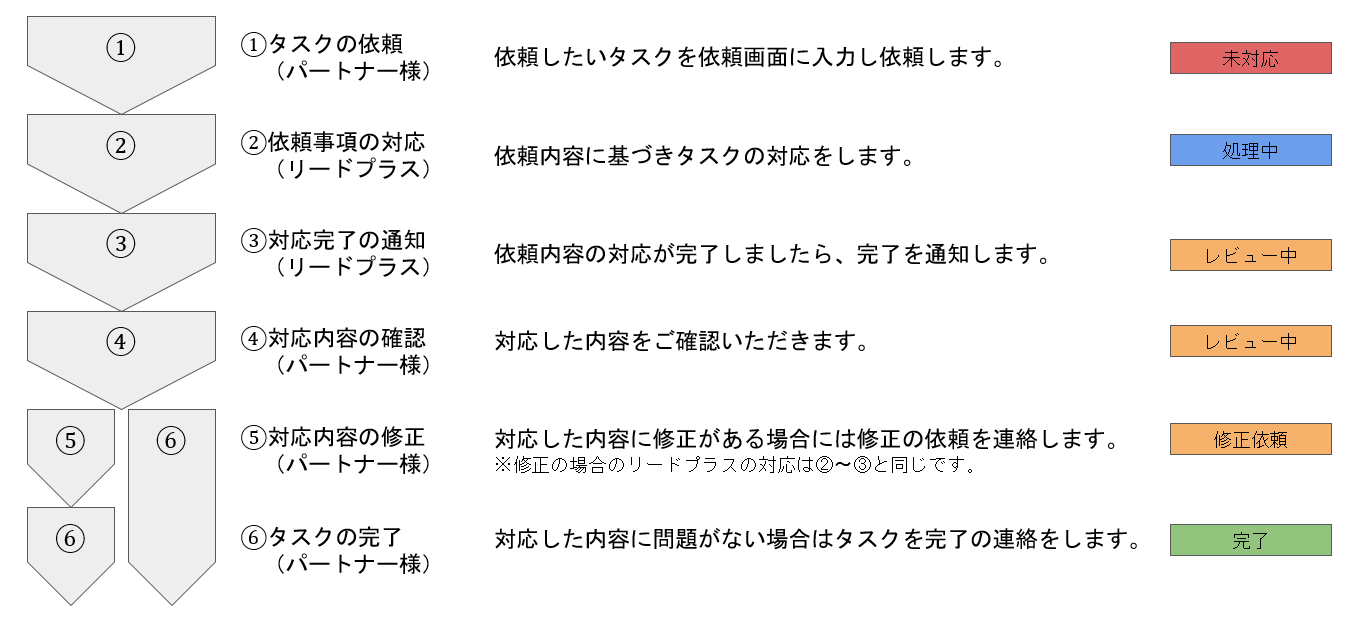 ①
①タスクの依頼
（パートナー様）
依頼したいタスクを依頼画面に入力し依頼します。
未対応
②
②依頼事項の対応
（リードプラス）
依頼内容に基づきタスクの対応をします。
処理中
③
③対応完了の通知
（リードプラス）
依頼内容の対応が完了しましたら、完了を通知します。
レビュー中
④
④対応内容の確認
（パートナー様）
対応した内容をご確認いただきます。
レビュー中
⑤
⑥
⑤対応内容の修正
（パートナー様）
対応した内容に修正がある場合には修正の依頼を連絡します。
※修正の場合のリードプラスの対応は②〜③と同じです。
修正依頼
⑥
⑥タスクの完了
（パートナー様）
対応した内容に問題がない場合はタスクを完了の連絡をします。
完了